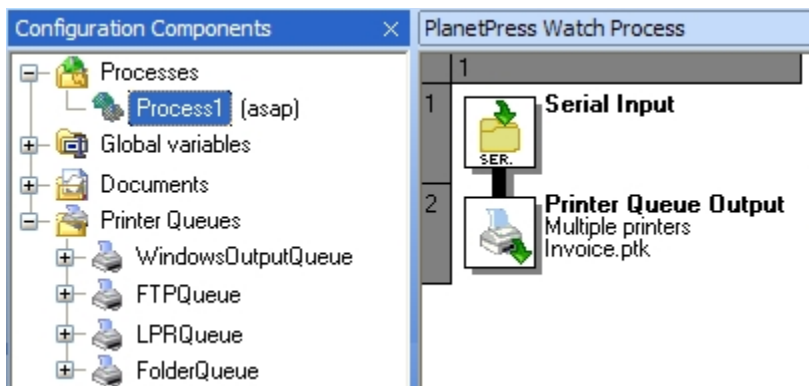 Configuration Components
Processes
Process1 (asap)
Global variables
Documents
Printer Queues
WindowsOutputQueue
FTPQueue
LPRQueue
FolderQueue
PlanetPress Watch Process
1
1
Serial Input
SER.
2
Printer Queue Output
Multiple printers
Invoice.ptk